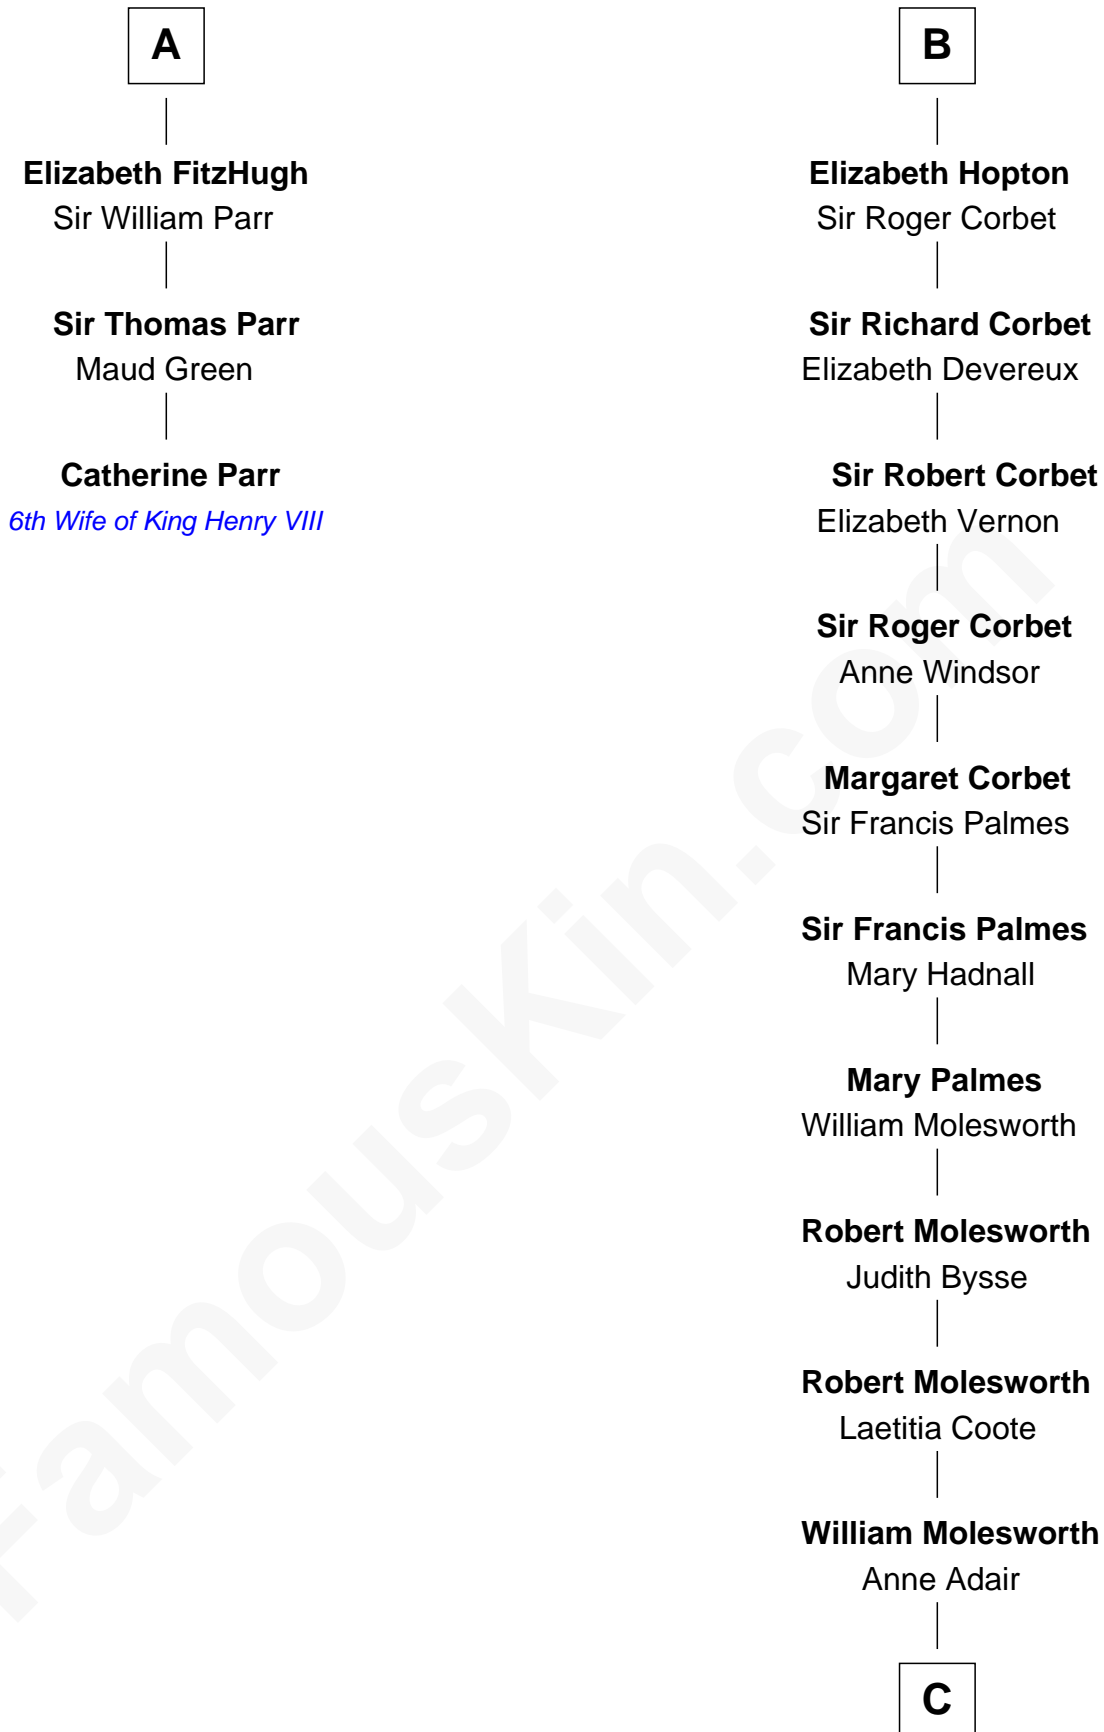 A
Elizabeth FitzHugh
Sir William Parr
Sir Thomas Parr
Maud Green
Catherine Parr
6th Wife of King Henry VIII
B
Elizabeth Hopton
Sir Roger Corbet
Sir Richard Corbet
Elizabeth Devereux
Sir Robert Corbet
Elizabeth Vernon
Sir Roger Corbet
Anne Windsor
Margaret Corbet
Sir Francis Palmes
Sir Francis Palmes
Mary Hadnall
Mary Palmes
William Molesworth
Robert Molesworth
Judith Bysse
Robert Molesworth
Laetitia Coote
William Molesworth
Anne Adair
C
FamousKin.com